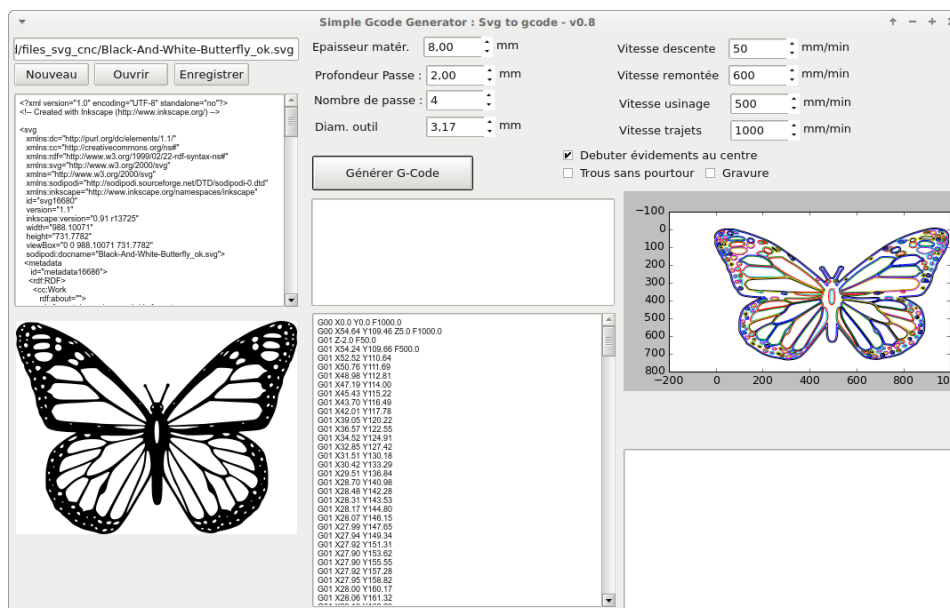 Simple Gcode Generator : Svg to gcode - v0.8
/files_svg_cnc/Black-And-White-Butterfly_ok.svg
Nouveau Ouvrir Enregistrer
<?xml version="1.0" encoding="UTF-8" standalone="no"?>
<!-- Created with Inkscape (http://www.inkscape.org/) -->
<svg
xmlns:dc="http://purl.org/dc/elements/1.1/"
xmlns:cc="http://creativecommons.org/ns#"
xmlns:rdf="http://www.w3.org/1999/02/22-rdf-syntax-ns#"
xmlns:svg="http://www.w3.org/2000/svg"
xmlns="http://www.w3.org/2000/svg"
xmlns:sodipodi="http://sodipodi.sourceforge.net/DTD/sodipodi-0.dtd"
xmlns:inkscape="http://www.inkscape.org/namespaces/inkscape"
id="svg16680"
version="1.1"
inkscape:version="0.91 r13725"
width="988.10071"
height="731.7782"
viewBox="0 0 988.10071 731.7782"
sodipodi:docname="Black-And-White-Butterfly_ok.svg">
<metadata
id="metadata16686">
<rdf:RDF>
<cc:Work
rdf:about="">
Epaisseur matér. 8,00 mm
Profondeur Passe : 2,00 mm
Nombre de passe : 4
Diam. outil 3,17 mm
Vitesse descente 50 mm/min
Vitesse remontée 600 mm/min
Vitesse usinage 500 mm/min
Vitesse trajets 1000 mm/min
Debuter évidements au centre
Trous sans pourtour Gravure
Générer G-Code
G00 X0.0 Y0.0 F1000.0
G00 X54.64 Y109.46 Z5.0 F1000.0
G01 Z-2.0 F50.0
G01 X54.24 Y109.66 F500.0
G01 X52.52 Y110.64
G01 X50.76 Y111.69
G01 X48.98 Y112.81
G01 X47.19 Y114.00
G01 X45.43 Y115.22
G01 X43.70 Y116.49
G01 X42.01 Y117.78
G01 X39.05 Y120.22
G01 X36.57 Y122.55
G01 X34.52 Y124.91
G01 X32.85 Y127.42
G01 X31.51 Y130.18
G01 X30.42 Y133.29
G01 X29.51 Y136.84
G01 X28.70 Y140.98
G01 X28.48 Y142.28
G01 X28.31 Y143.53
G01 X28.17 Y144.80
G01 X28.07 Y146.15
G01 X27.99 Y147.65
G01 X27.94 Y149.34
G01 X27.92 Y151.31
G01 X27.90 Y153.62
G01 X27.90 Y155.55
G01 X27.92 Y157.28
G01 X27.95 Y158.82
G01 X28.00 Y160.17
G01 X28.06 Y161.32
−100
0
100
200
300
400
500
600
700
800
−200 0 200 400 600 800